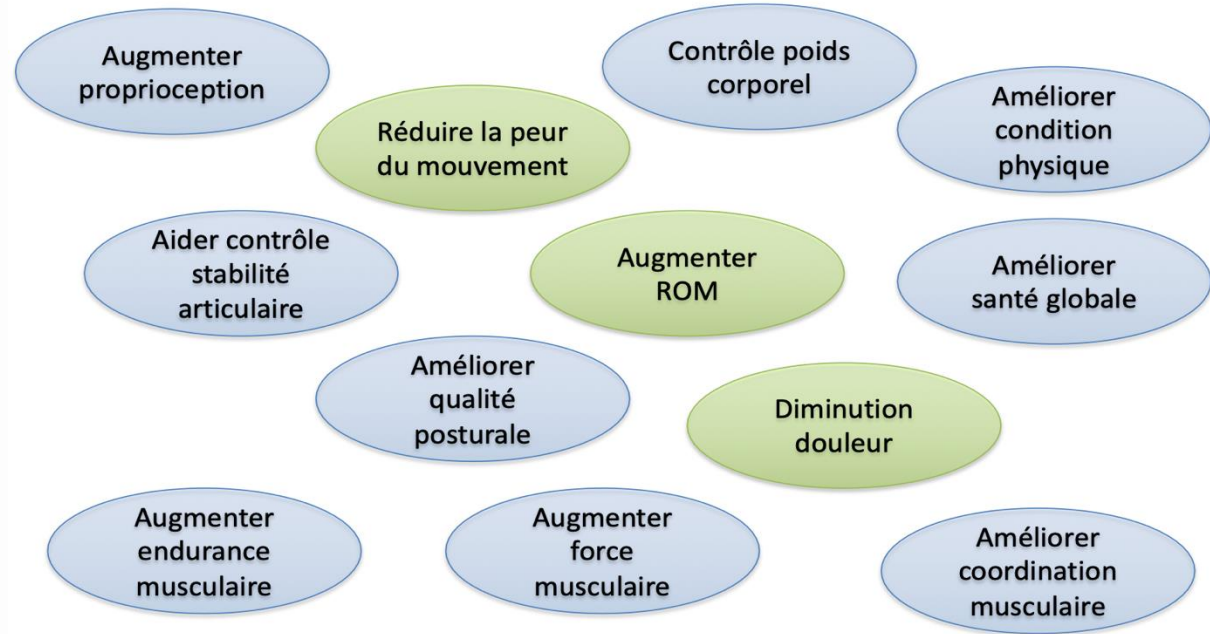 Augmenter
proprioception
Contrôle poids
corporel
Améliorer
condition
physique
Réduire la peur
du mouvement
Aider contrôle
stabilité
articulaire
Augmenter
ROM
Améliorer
santé globale
Améliorer
qualité
posturale
Diminution
douleur
Augmenter
endurance
musculaire
Augmenter
force
musculaire
Améliorer
coordination
musculaire